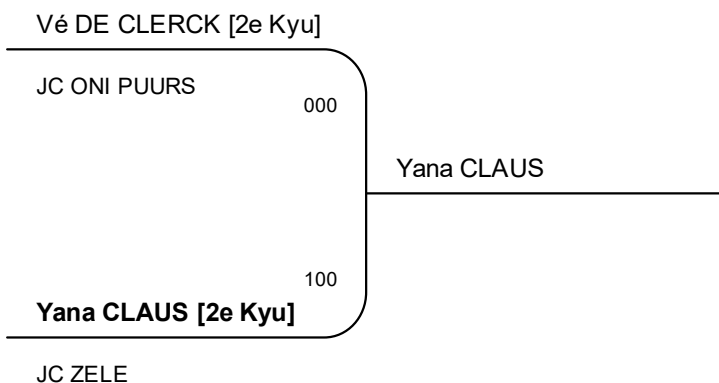 Vé DE CLERCK [2e Kyu]
JC ONI PUURS
000
Yana CLAUS
100
Yana CLAUS [2e Kyu]
JC ZELE